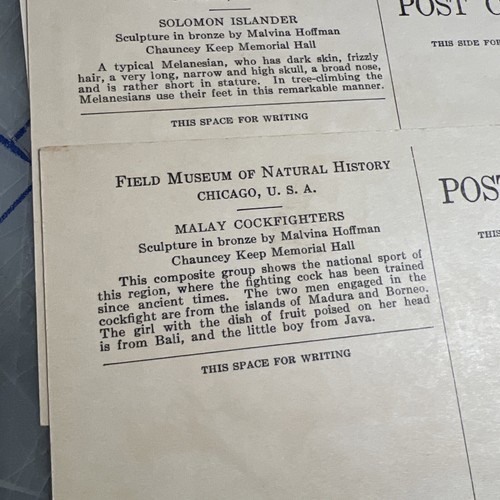 SOLOMON ISLANDER
Sculpture in bronze by Malvina Hoffman
Chauncey Keep Memorial Hall
A typical Melanesian, who has dark skin, frizzly
hair, a very long, narrow and high skull, a broad nose,
and is rather short in stature. In tree-climbing the
Melanesians use their feet in this remarkable manner.
THIS SPACE FOR WRITING
POST C
THIS SIDE FOR
FIELD MUSEUM OF NATURAL HISTORY
CHICAGO, U. S. A.
MALAY COCKFIGHTERS
Sculpture in bronze by Malvina Hoffman
Chauncey Keep Memorial Hall
This composite group shows the national sport of
this region, where the fighting cock has been trained
since ancient times. The two men engaged in the
cockfight are from the islands of Madura and Borneo.
The girl with the dish of fruit poised on her head
is from Bali, and the little boy from Java.
THIS SPACE FOR WRITING
POS
THIS